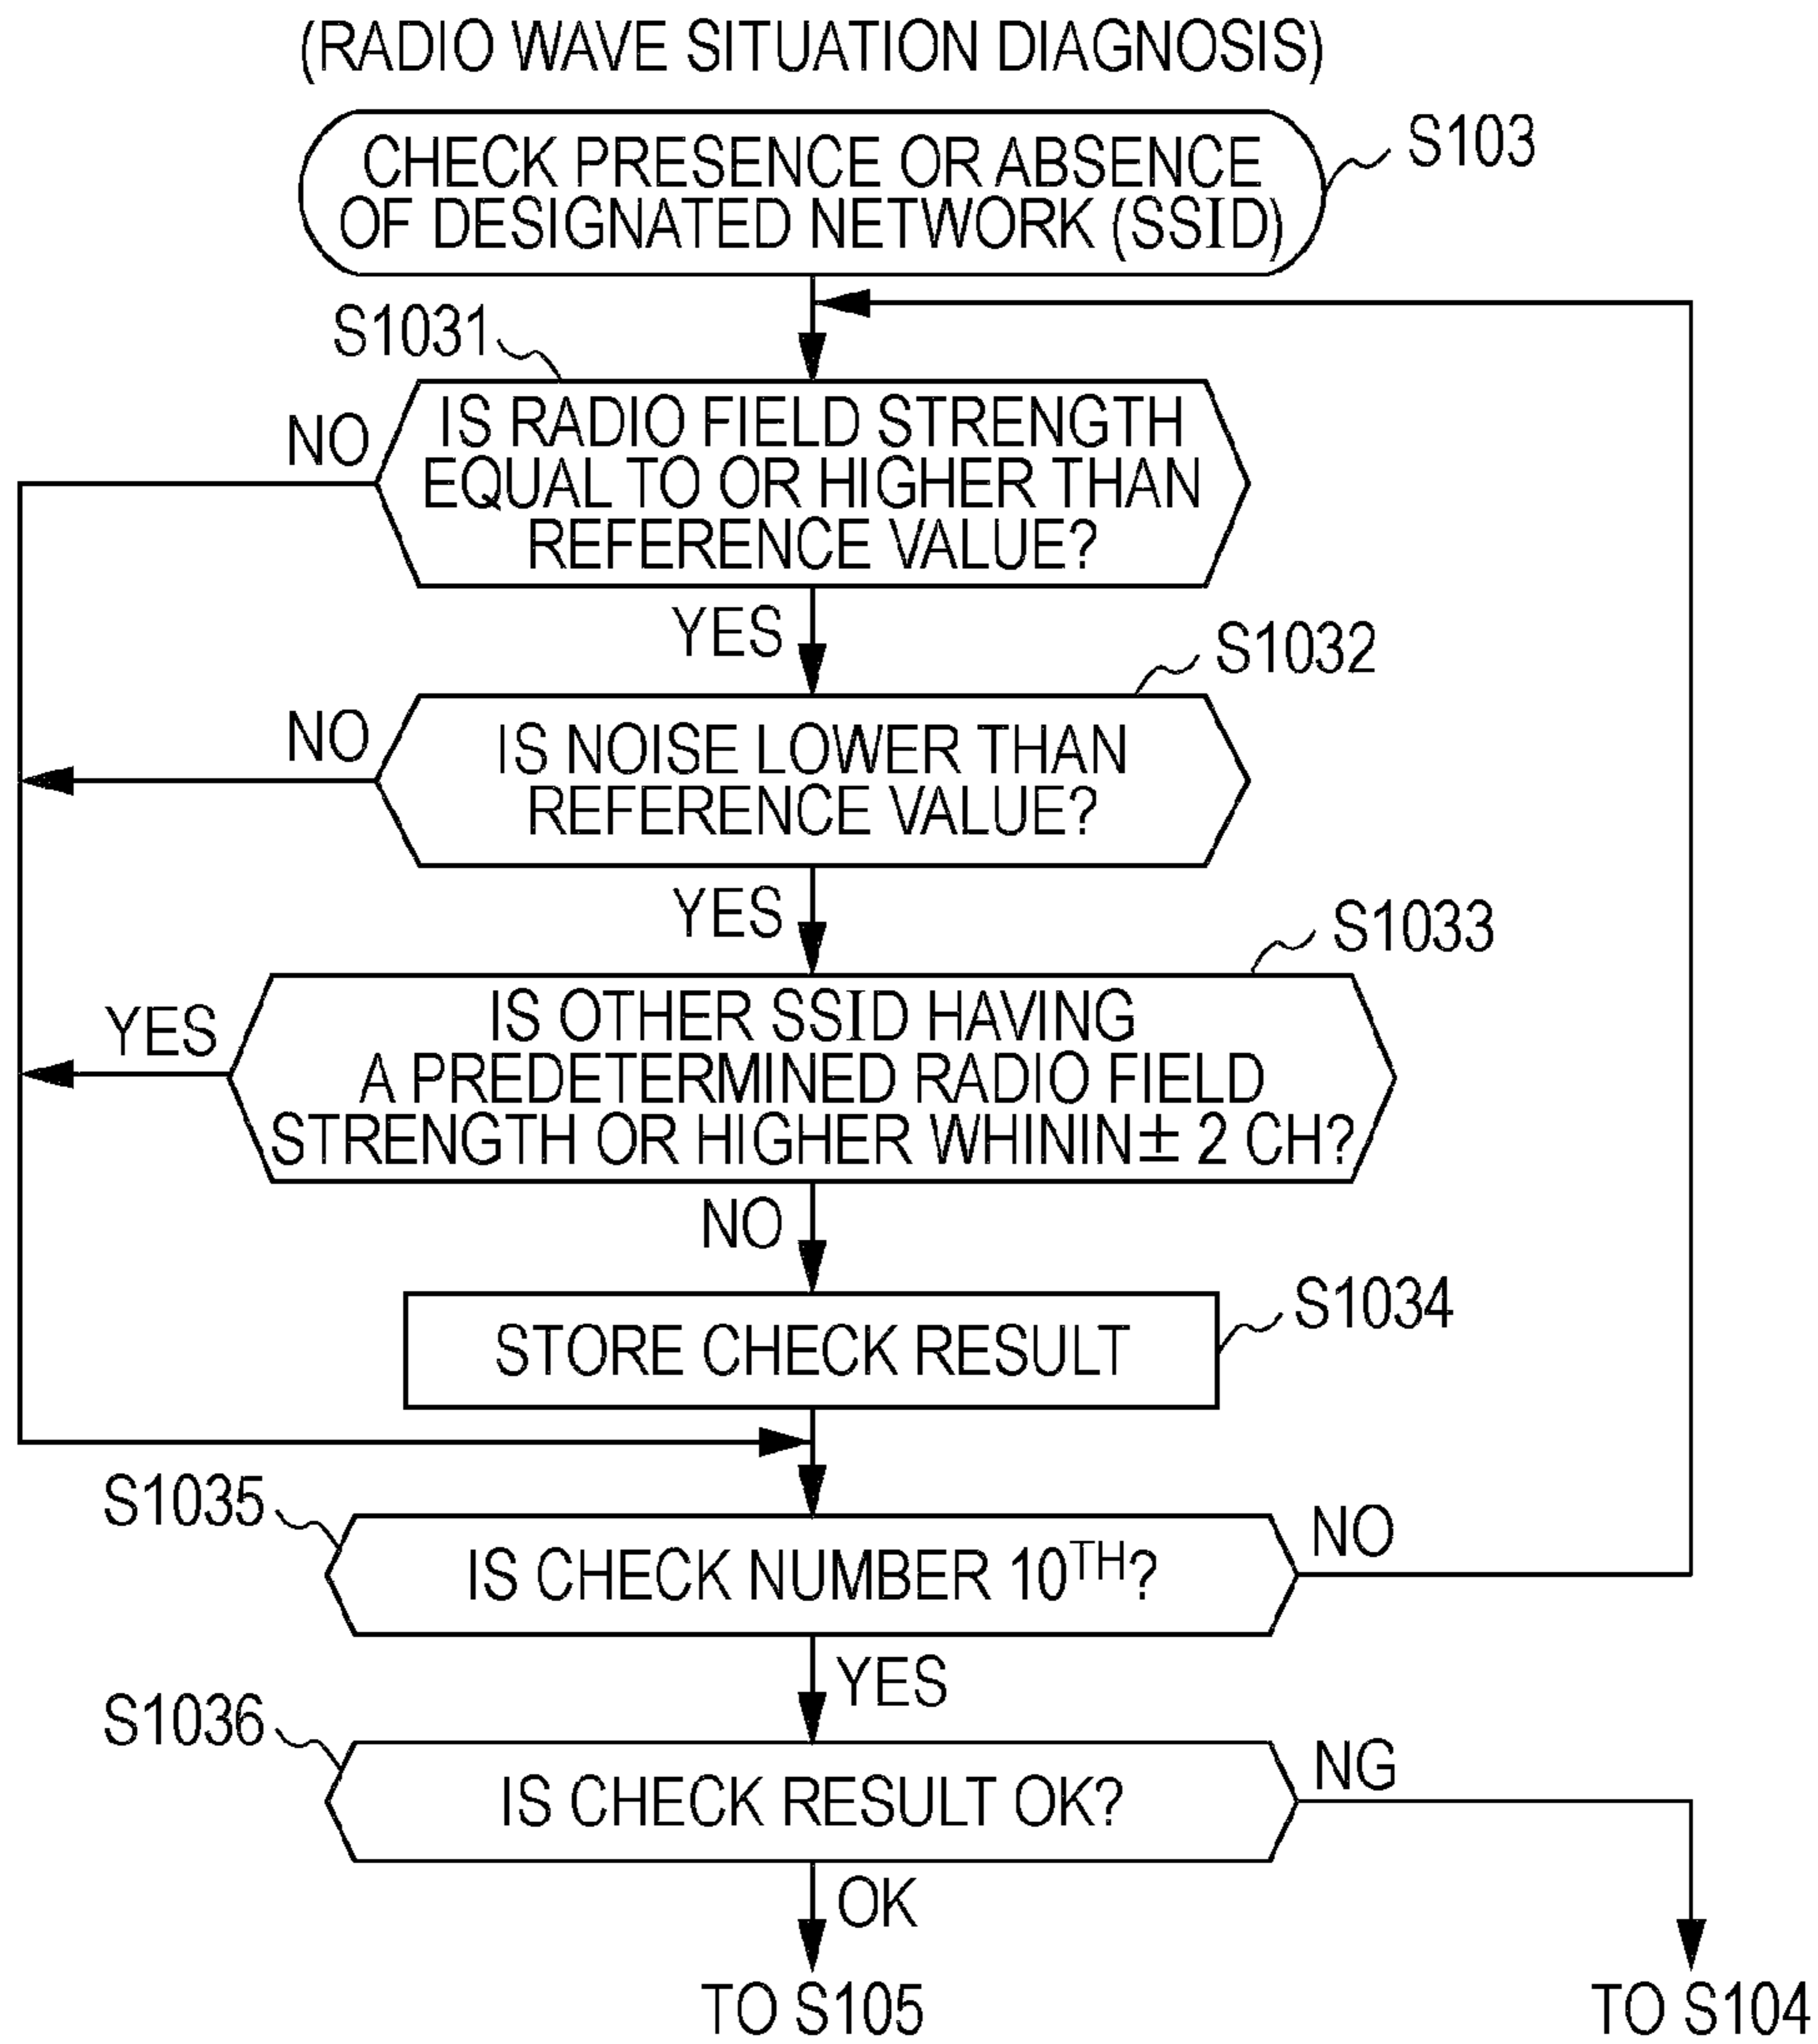 (RADIO WAVE SITUATION DIAGNOSIS)
CHECK PRESENCE OR ABSENCE
OF DESIGNATED NETWORK (SSID)
S103
S1031
IS RADIO FIELD STRENGTH
EQUAL TO OR HIGHER THAN
REFERENCE VALUE?
NO
YES
S1032
IS NOISE LOWER THAN
REFERENCE VALUE?
NO
YES
S1033
IS OTHER SSID HAVING
A PREDETERMINED RADIO FIELD
STRENGTH OR HIGHER WHININ± 2 CH?
YES
NO
S1034
STORE CHECK RESULT
S1035
IS CHECK NUMBER 10TH?
NO
YES
S1036
IS CHECK RESULT OK?
NG
OK
TO S105
TO S104